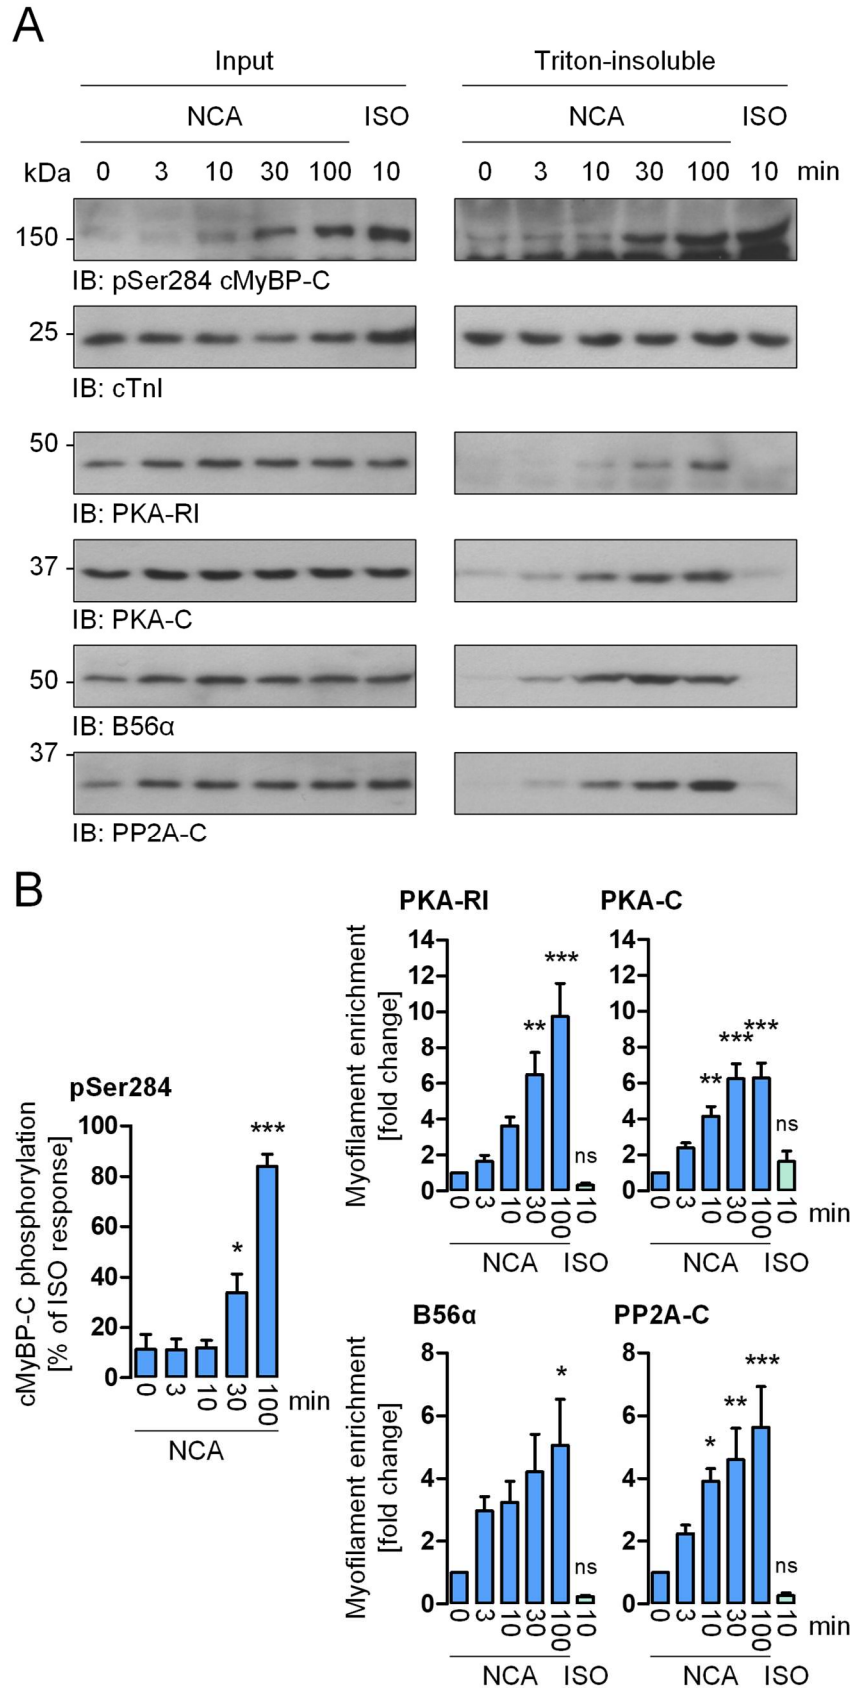 A
Input Triton-insoluble
NCA ISO NCA ISO
kDa 0 3 10 30 100 10 0 3 10 30 100 10 min
150
IB: pSer284 cMyBP-C
25
IB: cTnI
50
IB: PKA-RI
37
IB: PKA-C
50
IB: B56α
37
IB: PP2A-C
B
PKA-RI
Myofilament enrichment
[fold change]
14
12
10
8
6
4
2
0
** *** ns
0 3 10 30 100 10
NCA ISO
PKA-C
14
12
10
8
6
4
2
0
** *** *** ns
0 3 10 30 100 10 min
NCA ISO
pSer284
cMyBP-C phosphorylation
[% of ISO response]
100
80
60
40
20
0
* ***
0 3 10 30 100 min
NCA
B56α
Myofilament enrichment
[fold change]
8
6
4
2
0
* ns
0 3 10 30 100 10
NCA ISO
PP2A-C
8
6
4
2
0
* ** *** ns
0 3 10 30 100 10 min
NCA ISO